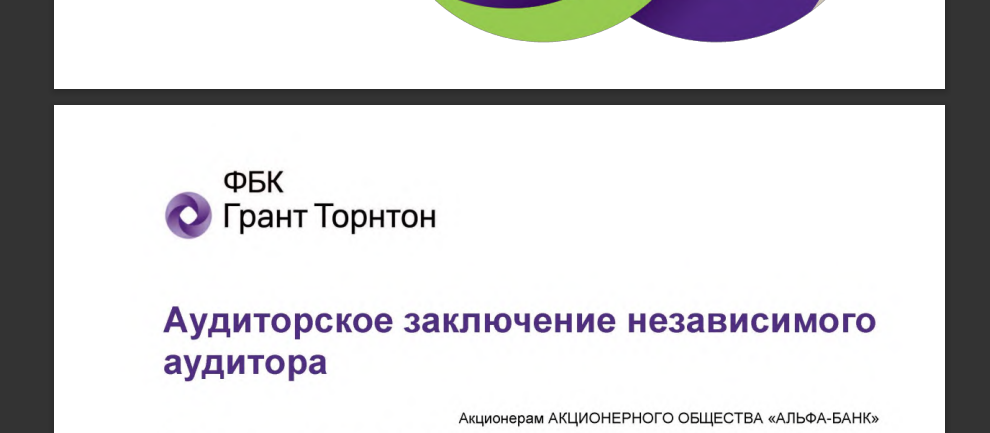 ФБК
Грант Торнтон
Аудиторское заключение независимого
аудитора
Акционерам АКЦИОНЕРНОГО ОБЩЕСТВА «АЛЬФА-БАНК»